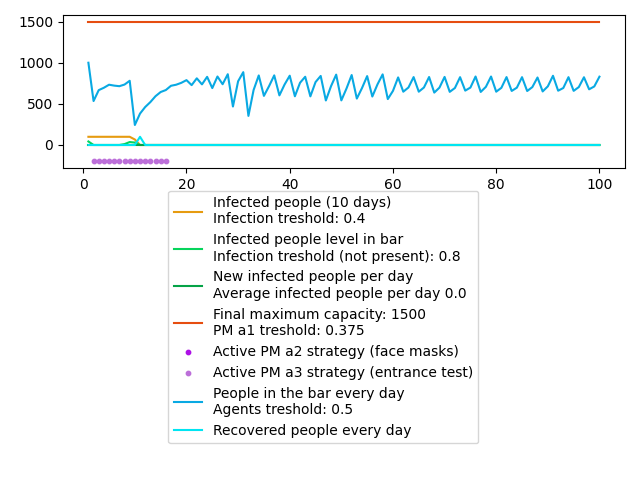 1500
1000
500
0
0 20 40 60 80 100
Infected people (10 days)
Infection treshold: 0.4
Infected people level in bar
Infection treshold (not present): 0.8
New infected people per day
Average infected people per day 0.0
Final maximum capacity: 1500
PM a1 treshold: 0.375
Active PM a2 strategy (face masks)
Active PM a3 strategy (entrance test)
People in the bar every day
Agents treshold: 0.5
Recovered people every day